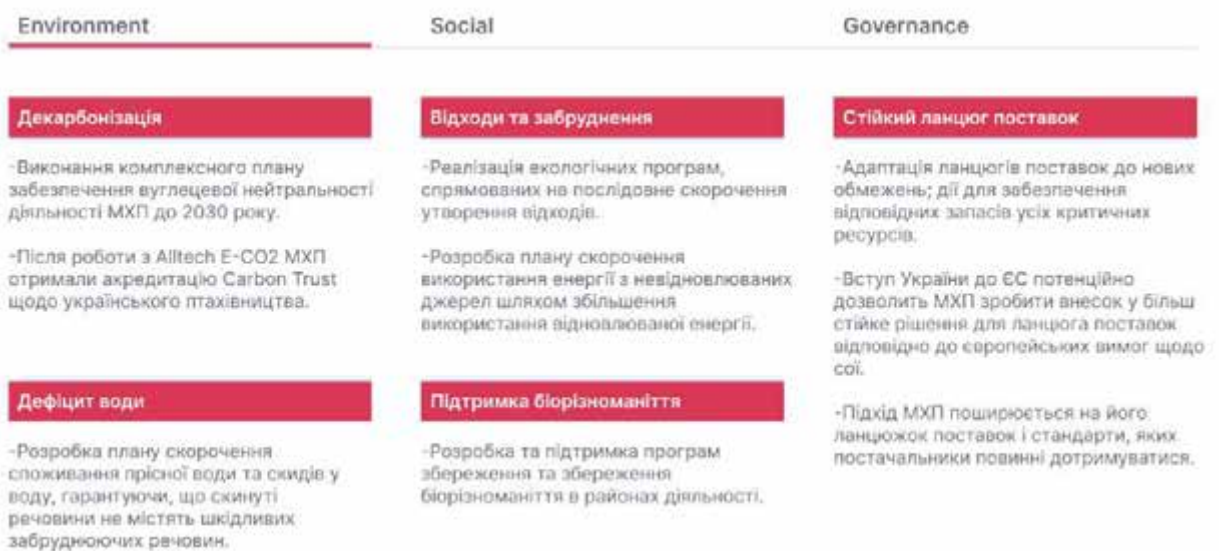 Environment
Social
Governance
Декарбонізація
-Виконання комплексного плану
забезпечення вуглецевої нейтральності
діяльності МХП до 2030 року.
-Після роботи з Alltech E-CO2 МХП
отримали акредитацію Carbon Trust
щодо українського птахівництва.
Дефіцит води
-Розробка плану скорочення
споживання прісної води та скидів у
воду, гарантуючи, що скинуті
речовини не містять шкідливих
забруднюючих речовин.
Відходи та забруднення
-Реалізація екологічних програм,
спрямованих на послідовне скорочення
утворення відходів.
-Розробка плану скорочення
використання енергії з невідновлюваних
джерел шляхом збільшення
використання відновлюваної енергії.
Підтримка біорізноманіття
-Розробка та підтримка програм
збереження та збереження
біорізноманіття в районах діяльності.
Стійкий ланцюг поставок
-Адаптація ланцюгів поставок до нових
обмежень; дії для забезпечення
відповідних запасів усіх критичних
ресурсів.
-Вступ України до ЄС потенційно
дозволить МХП зробити внесок у більш
стійке рішення для ланцюга поставок
відповідно до європейських вимог щодо
сої.
-Підхід МХП поширюється на його
ланцюжок поставок і стандарти, яких
постачальники повинні дотримуватися.